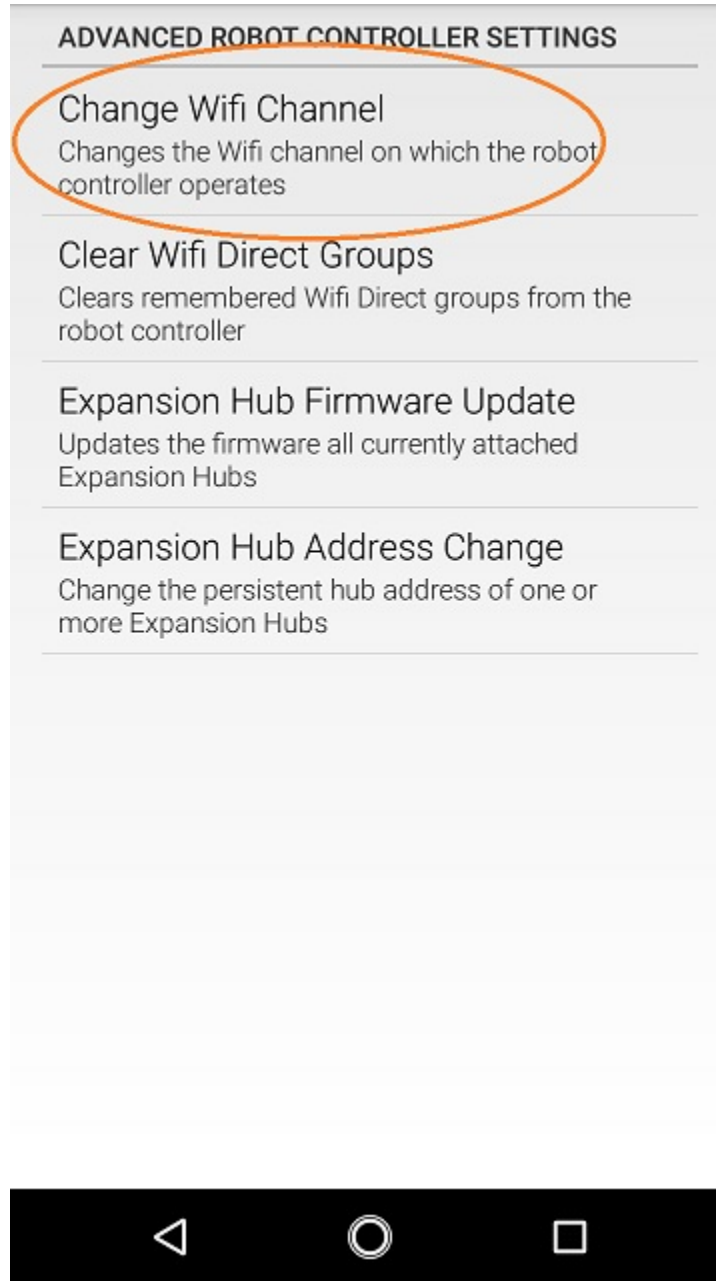 ADVANCED ROBOT CONTROLLER SETTINGS
Change Wifi Channel
Changes the Wifi channel on which the robot
controller operates
Clear Wifi Direct Groups
Clears remembered Wifi Direct groups from the
robot controller
Expansion Hub Firmware Update
Updates the firmware all currently attached
Expansion Hubs
Expansion Hub Address Change
Change the persistent hub address of one or
more Expansion Hubs